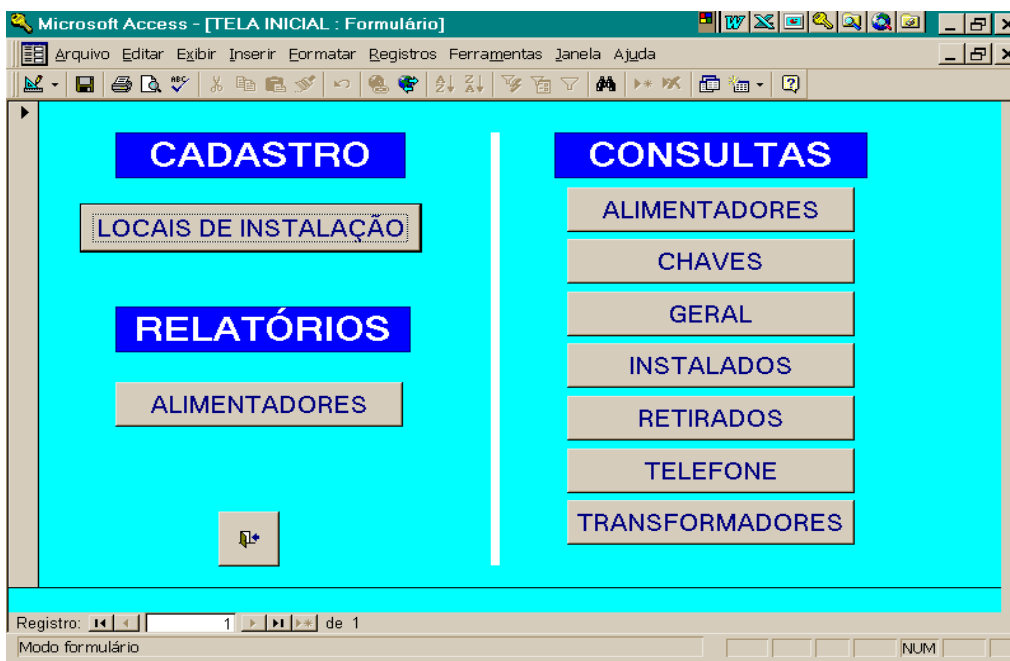 Microsoft Access - [TELA INICIAL : Formulário]
Arquivo Editar Exibir Inserir Formatar Registros Ferramentas Janela Ajuda
CADASTRO
LOCAIS DE INSTALAÇÃO
RELATÓRIOS
ALIMENTADORES
CONSULTAS
ALIMENTADORES
CHAVES
GERAL
INSTALADOS
RETIRADOS
TELEFONE
TRANSFORMADORES
Registro: 1 de 1
Modo formulário NUM